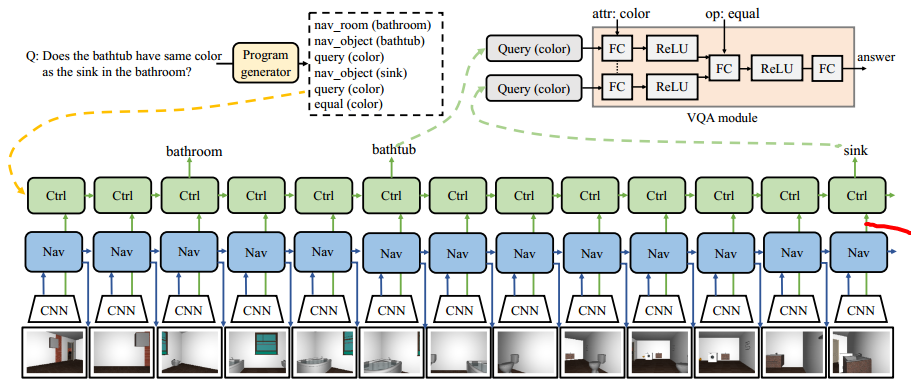 attr: color
op: equal
Q: Does the bathtub have same color
as the sink in the bathroom?
Program
generator
nav_room (bathroom)
nav_object (bathtub)
query (color)
nav_object (sink)
query (color)
equal (color)
Query (color)
FC
ReLU
Query (color)
FC
ReLU
FC
ReLU
FC
answer
VQA module
bathroom
bathtub
sink
Ctrl Ctrl Ctrl Ctrl Ctrl Ctrl Ctrl Ctrl Ctrl Ctrl Ctrl Ctrl Ctrl
Nav Nav Nav Nav Nav Nav Nav Nav Nav Nav Nav Nav Nav
CNN CNN CNN CNN CNN CNN CNN CNN CNN CNN CNN CNN CNN